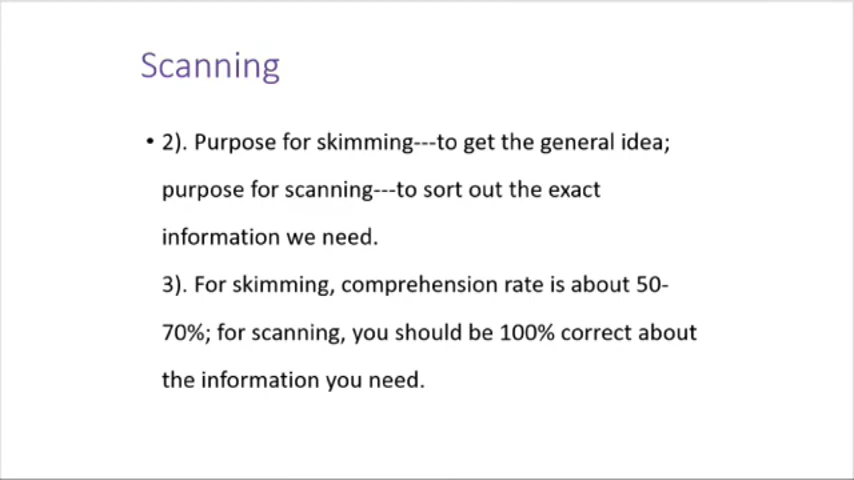 Scanning
• 2). Purpose for skimming---to get the general idea;
purpose for scanning---to sort out the exact
information we need.
3). For skimming, comprehension rate is about 50-
70%; for scanning, you should be 100% correct about
the information you need.